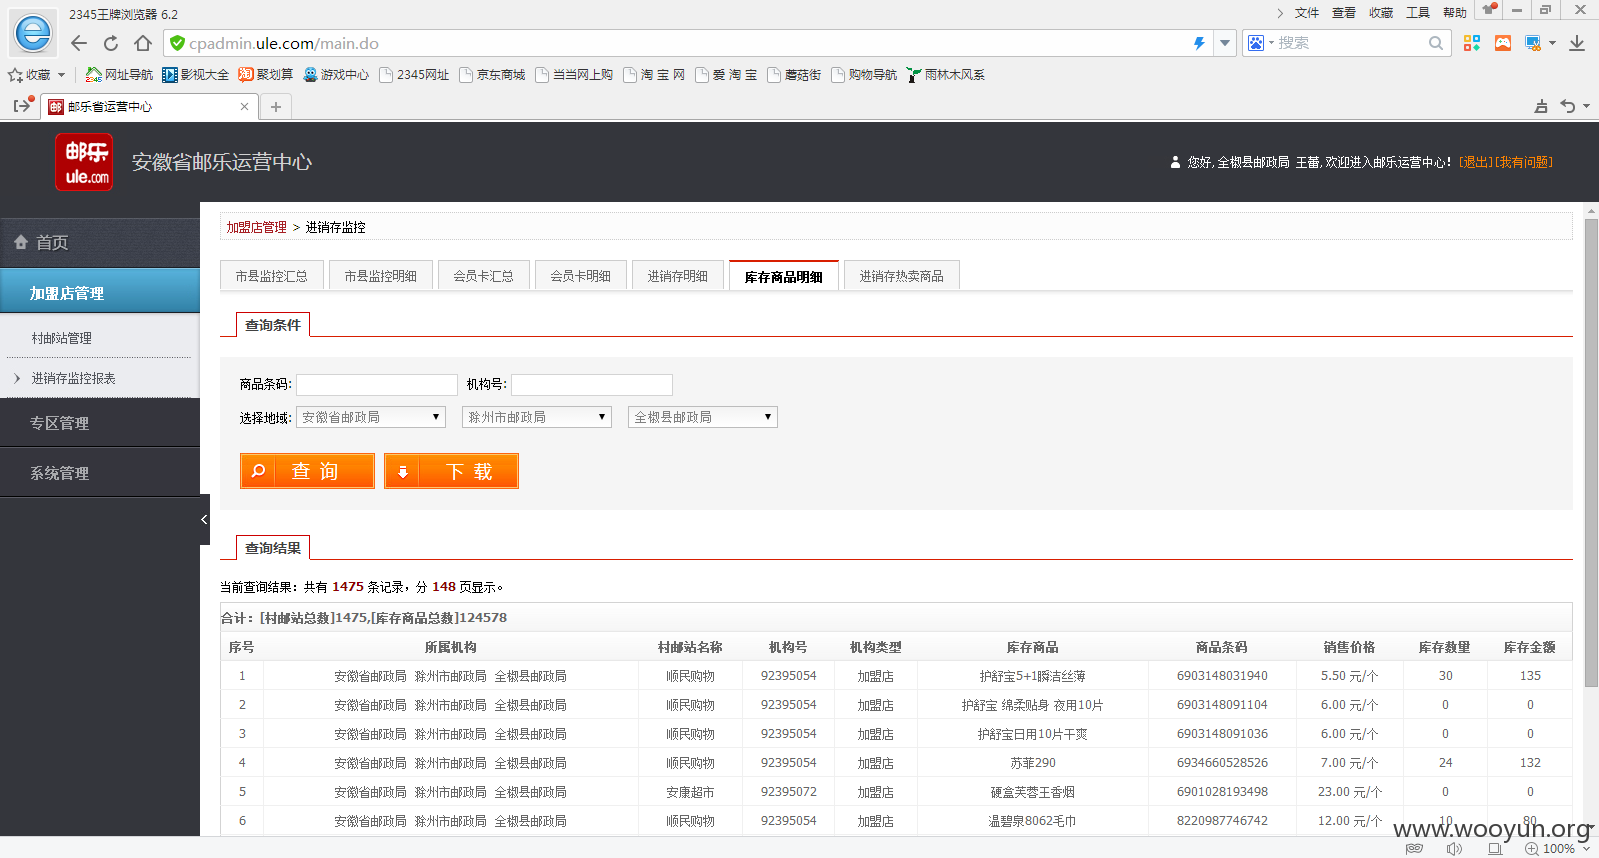 2345王牌浏览器 6.2
文件 查看 收藏 工具 帮助
cpadmin.ule.com/main.do
搜索
收藏 网址导航 影视大全 聚划算 游戏中心 2345网址 京东商城 当当网上购 淘 宝 网 爱 淘 宝 蘑菇街 购物导航 雨林木风系
邮乐省运营中心
邮乐 ule.com
安徽省邮乐运营中心
您好, 全椒县邮政局 王蕾, 欢迎进入邮乐运营中心! [退出][我有问题]
首页
加盟店管理
村邮站管理
进销存监控报表
专区管理
系统管理
加盟店管理 > 进销存监控
市县监控汇总 市县监控明细 会员卡汇总 会员卡明细 进销存明细 库存商品明细 进销存热卖商品
查询条件
商品条码: 机构号:
选择地域: 安徽省邮政局 滁州市邮政局 全椒县邮政局
查 询 下 载
查询结果
当前查询结果：共有 1475 条记录，分 148 页显示。
合计：[村邮站总数]1475,[库存商品总数]124578
序号 所属机构 村邮站名称 机构号 机构类型 库存商品 商品条码 销售价格 库存数量 库存金额
1 安徽省邮政局 滁州市邮政局 全椒县邮政局 顺民购物 92395054 加盟店 护舒宝5+1瞬洁丝薄 6903148031940 5.50 元/个 30 135
2 安徽省邮政局 滁州市邮政局 全椒县邮政局 顺民购物 92395054 加盟店 护舒宝 绵柔贴身 夜用10片 6903148091104 6.00 元/个 0 0
3 安徽省邮政局 滁州市邮政局 全椒县邮政局 顺民购物 92395054 加盟店 护舒宝日用10片干爽 6903148091036 6.00 元/个 0 0
4 安徽省邮政局 滁州市邮政局 全椒县邮政局 顺民购物 92395054 加盟店 苏菲290 6934660528526 7.00 元/个 24 132
5 安徽省邮政局 滁州市邮政局 全椒县邮政局 安康超市 92395072 加盟店 硬盒芙蓉王香烟 6901028193498 23.00 元/个 0 0
6 安徽省邮政局 滁州市邮政局 全椒县邮政局 顺民购物 92395054 加盟店 温碧泉8062毛巾 8220987746742 12.00 元/个 10 80
www.wooyun.org
100%